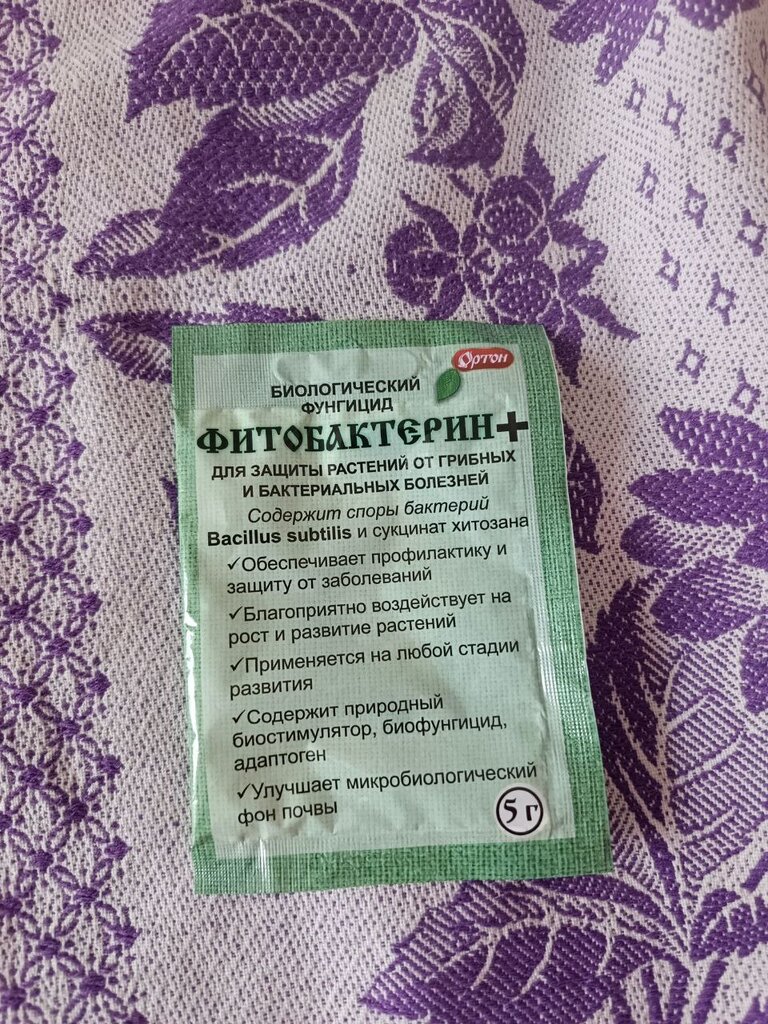 Ортон
БИОЛОГИЧЕСКИЙ
ФУНГИЦИД
ФИТОБАКТЕРИН+
ДЛЯ ЗАЩИТЫ РАСТЕНИЙ ОТ ГРИБНЫХ
И БАКТЕРИАЛЬНЫХ БОЛЕЗНЕЙ
Содержит споры бактерий
Bacillus subtilis и сукцинат хитозана
✓Обеспечивает профилактику и
защиту от заболеваний
✓Благоприятно воздействует на
рост и развитие растений
✓Применяется на любой стадии
развития
✓Содержит природный
биостимулятор, биофунгицид,
адаптоген
✓Улучшает микробиологический
фон почвы
5 г